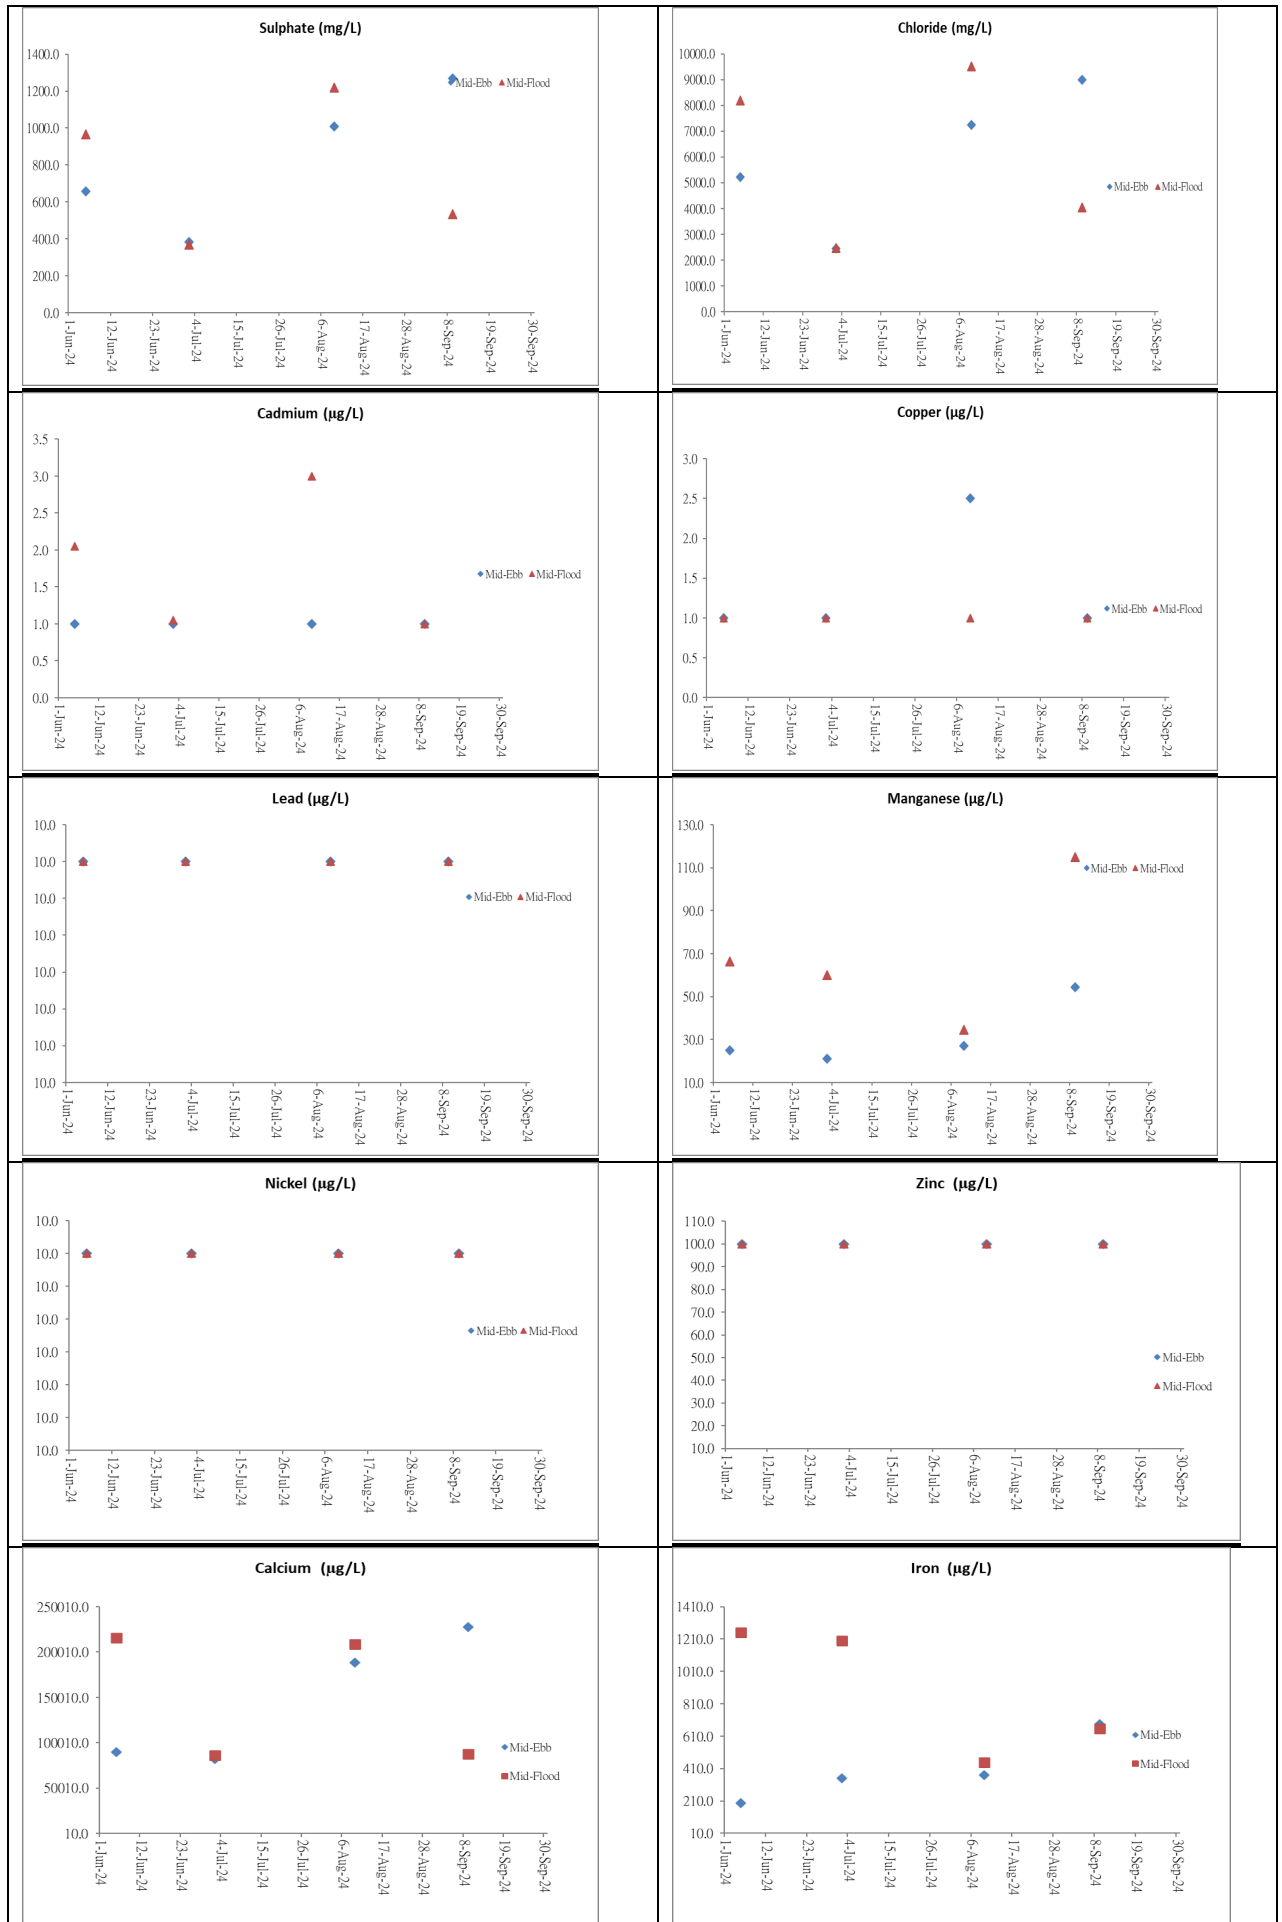 Sulphate (mg/L)
1400.0
1200.0
1000.0
800.0
600.0
400.0
200.0
0.0
Mid-Ebb Mid-Flood
1-Jun-24 12-Jun-24 23-Jun-24 4-Jul-24 15-Jul-24 26-Jul-24 6-Aug-24 17-Aug-24 28-Aug-24 8-Sep-24 19-Sep-24 30-Sep-24
Chloride (mg/L)
10000.0
9000.0
8000.0
7000.0
6000.0
5000.0
4000.0
3000.0
2000.0
1000.0
0.0
Mid-Ebb Mid-Flood
1-Jun-24 12-Jun-24 23-Jun-24 4-Jul-24 15-Jul-24 26-Jul-24 6-Aug-24 17-Aug-24 28-Aug-24 8-Sep-24 19-Sep-24 30-Sep-24
Cadmium (µg/L)
3.5
3.0
2.5
2.0
1.5
1.0
0.5
0.0
Mid-Ebb Mid-Flood
1-Jun-24 12-Jun-24 23-Jun-24 4-Jul-24 15-Jul-24 26-Jul-24 6-Aug-24 17-Aug-24 28-Aug-24 8-Sep-24 19-Sep-24 30-Sep-24
Copper (µg/L)
3.0
2.5
2.0
1.5
1.0
0.5
0.0
Mid-Ebb Mid-Flood
1-Jun-24 12-Jun-24 23-Jun-24 4-Jul-24 15-Jul-24 26-Jul-24 6-Aug-24 17-Aug-24 28-Aug-24 8-Sep-24 19-Sep-24 30-Sep-24
Lead (µg/L)
10.0
10.0
10.0
10.0
10.0
10.0
10.0
10.0
Mid-Ebb Mid-Flood
1-Jun-24 12-Jun-24 23-Jun-24 4-Jul-24 15-Jul-24 26-Jul-24 6-Aug-24 17-Aug-24 28-Aug-24 8-Sep-24 19-Sep-24 30-Sep-24
Manganese (µg/L)
130.0
110.0
90.0
70.0
50.0
30.0
10.0
Mid-Ebb Mid-Flood
1-Jun-24 12-Jun-24 23-Jun-24 4-Jul-24 15-Jul-24 26-Jul-24 6-Aug-24 17-Aug-24 28-Aug-24 8-Sep-24 19-Sep-24 30-Sep-24
Nickel (µg/L)
10.0
10.0
10.0
10.0
10.0
10.0
10.0
10.0
Mid-Ebb Mid-Flood
1-Jun-24 12-Jun-24 23-Jun-24 4-Jul-24 15-Jul-24 26-Jul-24 6-Aug-24 17-Aug-24 28-Aug-24 8-Sep-24 19-Sep-24 30-Sep-24
Zinc (µg/L)
110.0
100.0
90.0
80.0
70.0
60.0
50.0
40.0
30.0
20.0
10.0
Mid-Ebb
Mid-Flood
1-Jun-24 12-Jun-24 23-Jun-24 4-Jul-24 15-Jul-24 26-Jul-24 6-Aug-24 17-Aug-24 28-Aug-24 8-Sep-24 19-Sep-24 30-Sep-24
Calcium (µg/L)
250010.0
200010.0
150010.0
100010.0
50010.0
10.0
Mid-Ebb
Mid-Flood
1-Jun-24 12-Jun-24 23-Jun-24 4-Jul-24 15-Jul-24 26-Jul-24 6-Aug-24 17-Aug-24 28-Aug-24 8-Sep-24 19-Sep-24 30-Sep-24
Iron (µg/L)
1410.0
1210.0
1010.0
810.0
610.0
410.0
210.0
10.0
Mid-Ebb
Mid-Flood
1-Jun-24 12-Jun-24 23-Jun-24 4-Jul-24 15-Jul-24 26-Jul-24 6-Aug-24 17-Aug-24 28-Aug-24 8-Sep-24 19-Sep-24 30-Sep-24